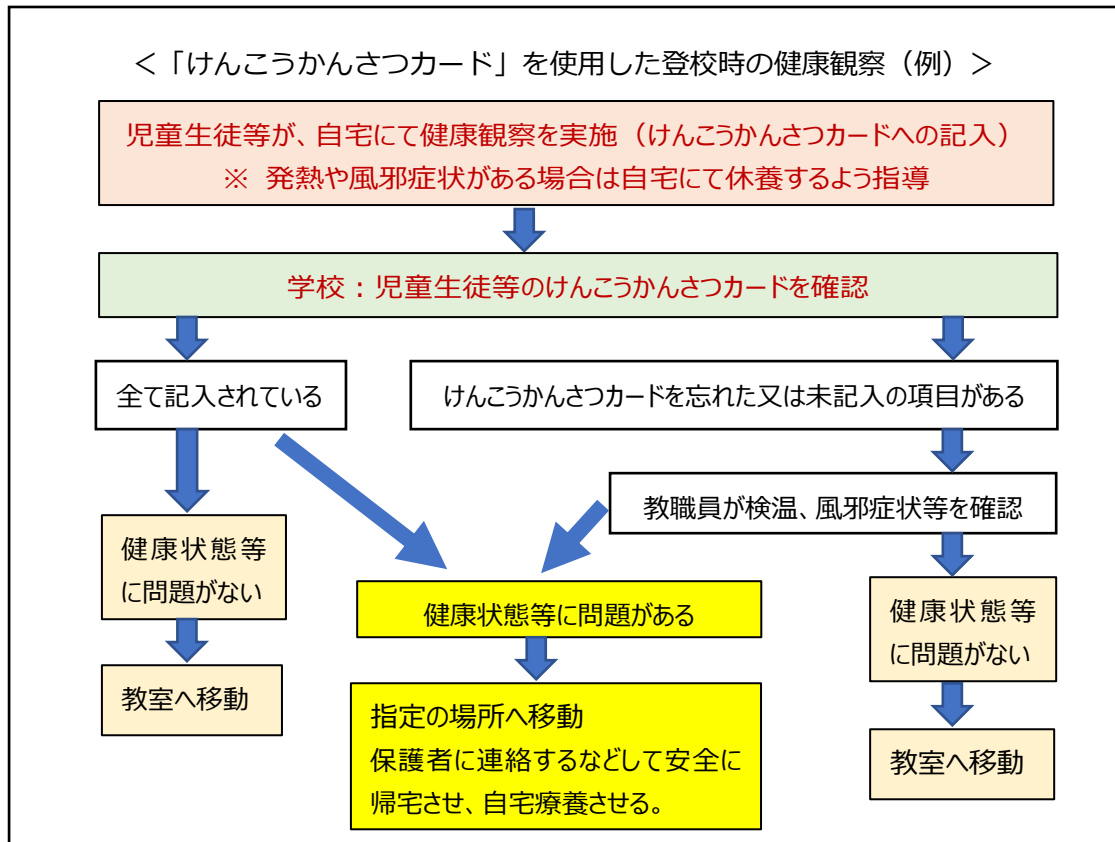 ＜「けんこうかんさつカード」を使用した登校時の健康観察（例）＞
児童生徒等が、自宅にて健康観察を実施（けんこうかんさつカードへの記入）
※ 発熱や風邪症状がある場合は自宅にて休養するよう指導
学校：児童生徒等のけんこうかんさつカードを確認
全て記入されている
けんこうかんさつカードを忘れた又は未記入の項目がある
教職員が検温、風邪症状等を確認
健康状態等
に問題がない
健康状態等に問題がある
健康状態等
に問題がない
教室へ移動
指定の場所へ移動
保護者に連絡するなどして安全に
帰宅させ、自宅療養させる。
教室へ移動